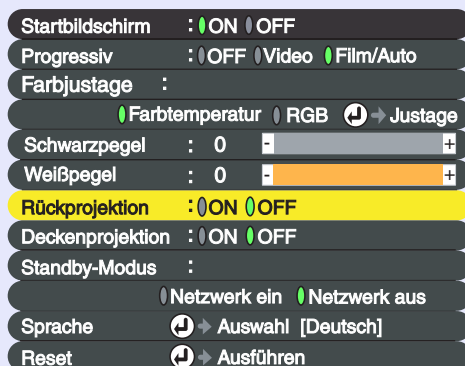 Startbildschirm : ON OFF
Progressiv : OFF Video Film/Auto
Farbjustage :
Farbtemperatur RGB Justage
Schwarzpegel : 0 - +
Weißpegel : 0 - +
Rückprojektion : ON OFF
Deckenprojektion : ON OFF
Standby-Modus :
Netzwerk ein Netzwerk aus
Sprache Auswahl [Deutsch]
Reset Ausführen